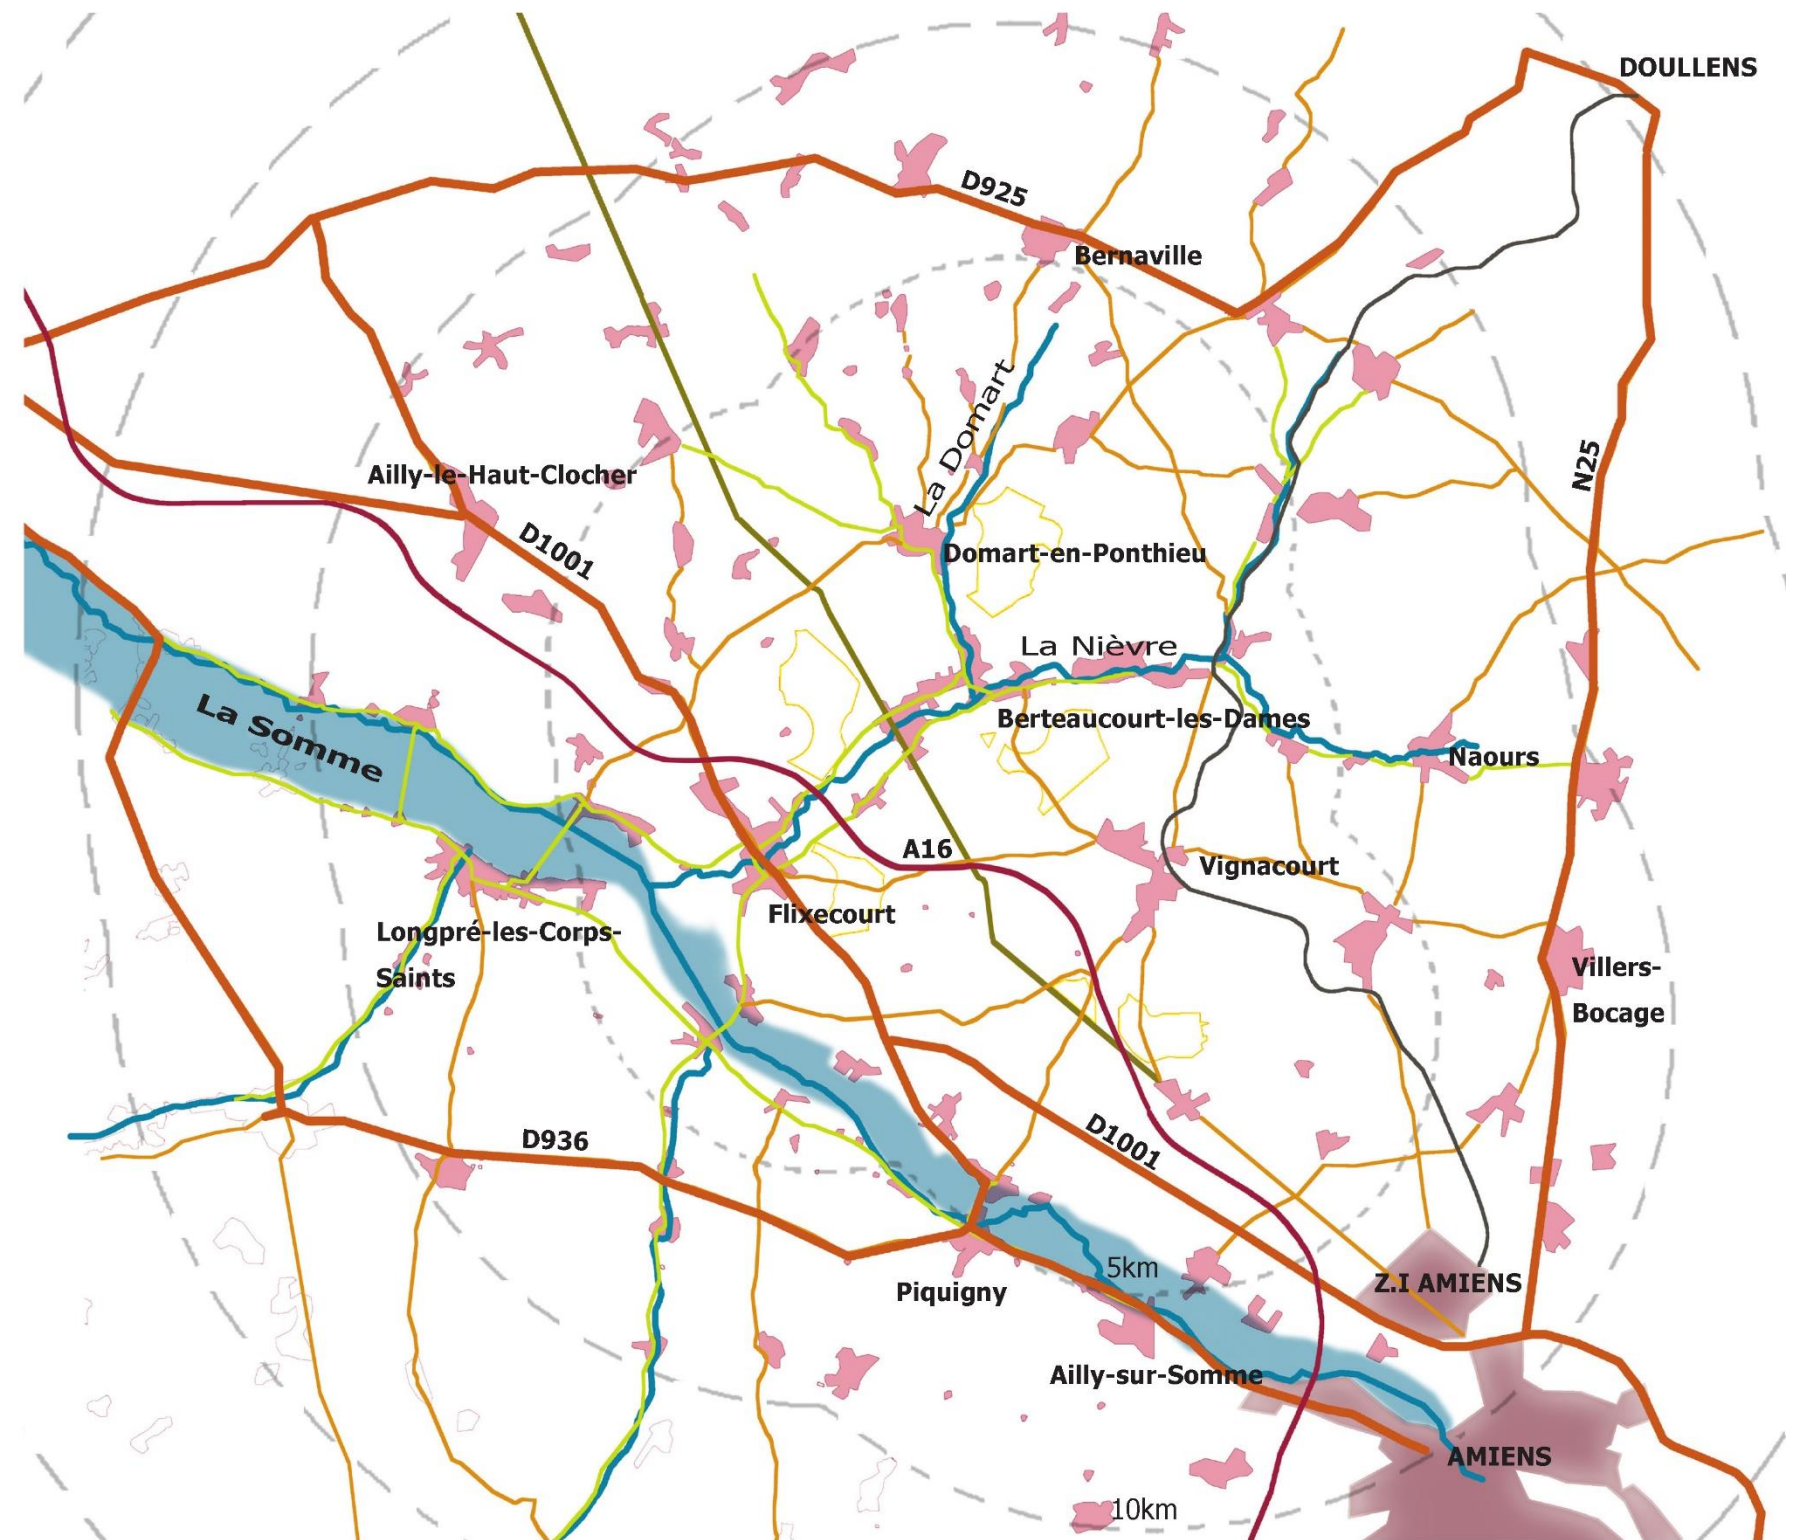 DOULLENS
D925
Bernaville
La Domart
Ailly-le-Haut-Clocher
N25
D1001
Domart-en-Ponthieu
La Nièvre
La Somme
Berteaucourt-les-Dames
Naours
A16
Vignacourt
Flixecourt
Longpré-les-Corps-
Saints
Villers-
Bocage
D936
D1001
5km
Z.I AMIENS
Piquigny
Ailly-sur-Somme
AMIENS
10km